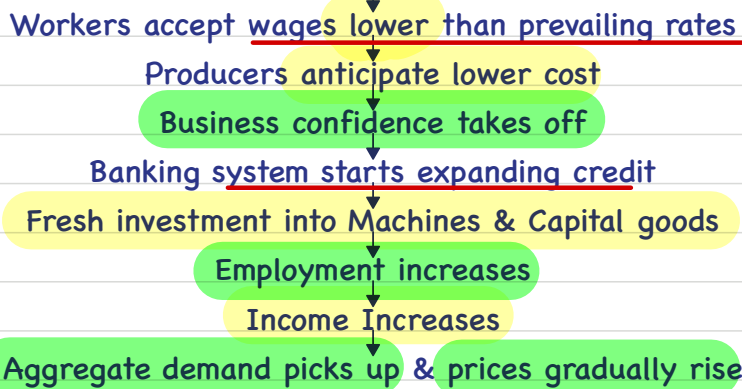 Workers accept wages lower than prevailing rates
Producers anticipate lower cost
Business confidence takes off
Banking system starts expanding credit
Fresh investment into Machines & Capital goods
Employment increases
Income Increases
Aggregate demand picks up & prices gradually rise